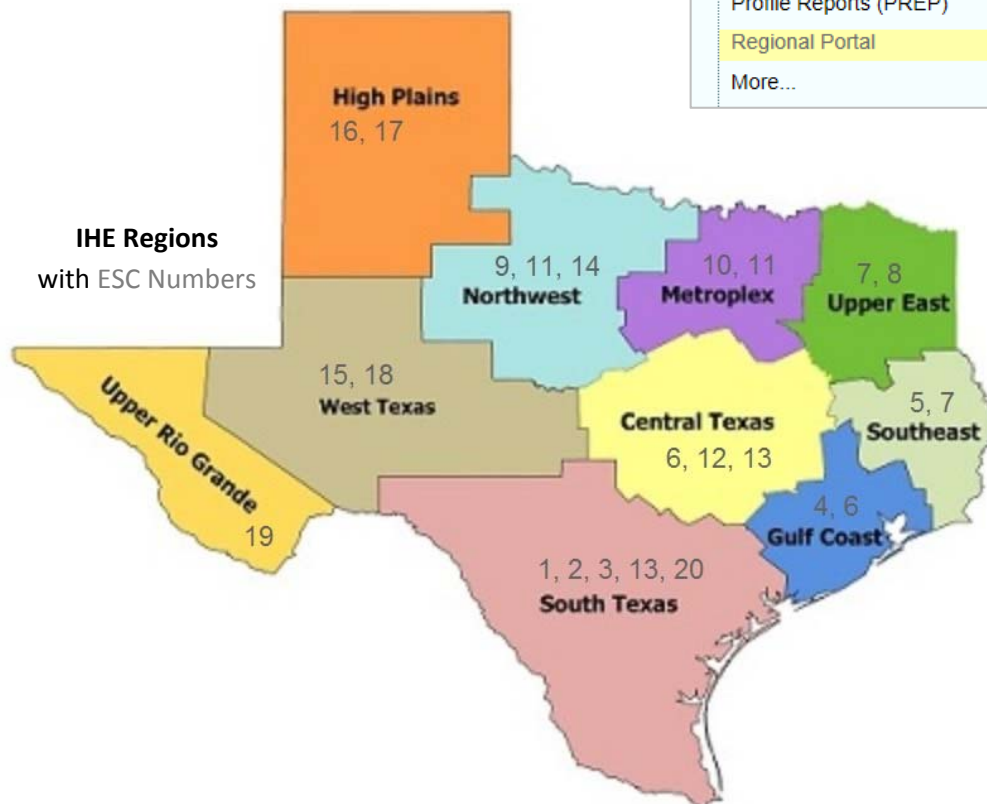 Profile Reports (PREP)
Regional Portal
More...
High Plains
16, 17
IHE Regions
with ESC Numbers
9, 11, 14
Northwest
10, 11
Metroplex
7, 8
Upper East
15, 18
West Texas
Upper Rio Grande
19
Central Texas
6, 12, 13
5, 7
Southeast
4, 6
Gulf Coast
1, 2, 3, 13, 20
South Texas